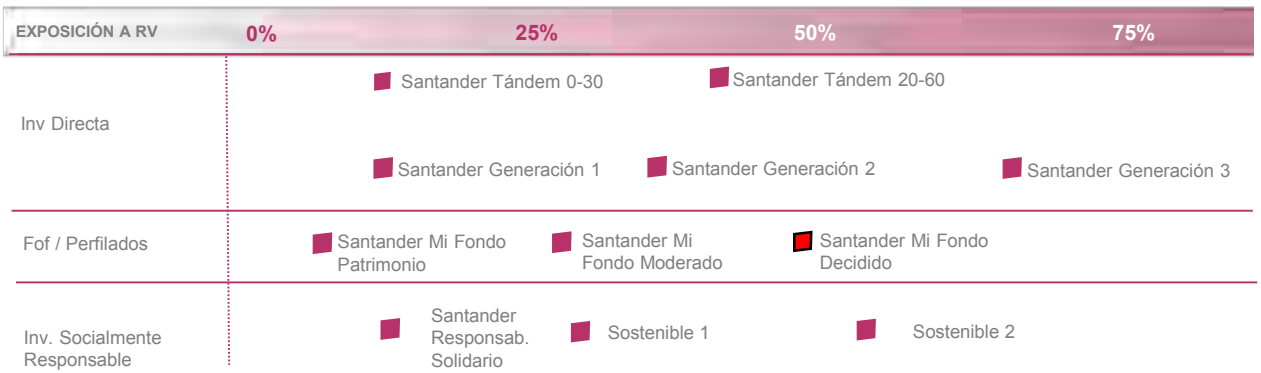 EXPOSICIÓN A RV 0% 25% 50% 75%
Santander Tándem 0-30 Santander Tándem 20-60
Inv Directa
Santander Generación 1 Santander Generación 2 Santander Generación 3
Fof / Perfilados
Santander Mi Fondo
Patrimonio
Santander Mi
Fondo Moderado
Santander Mi Fondo
Decidido
Inv. Socialmente
Responsable
Santander
Responsab.
Solidario
Sostenible 1
Sostenible 2